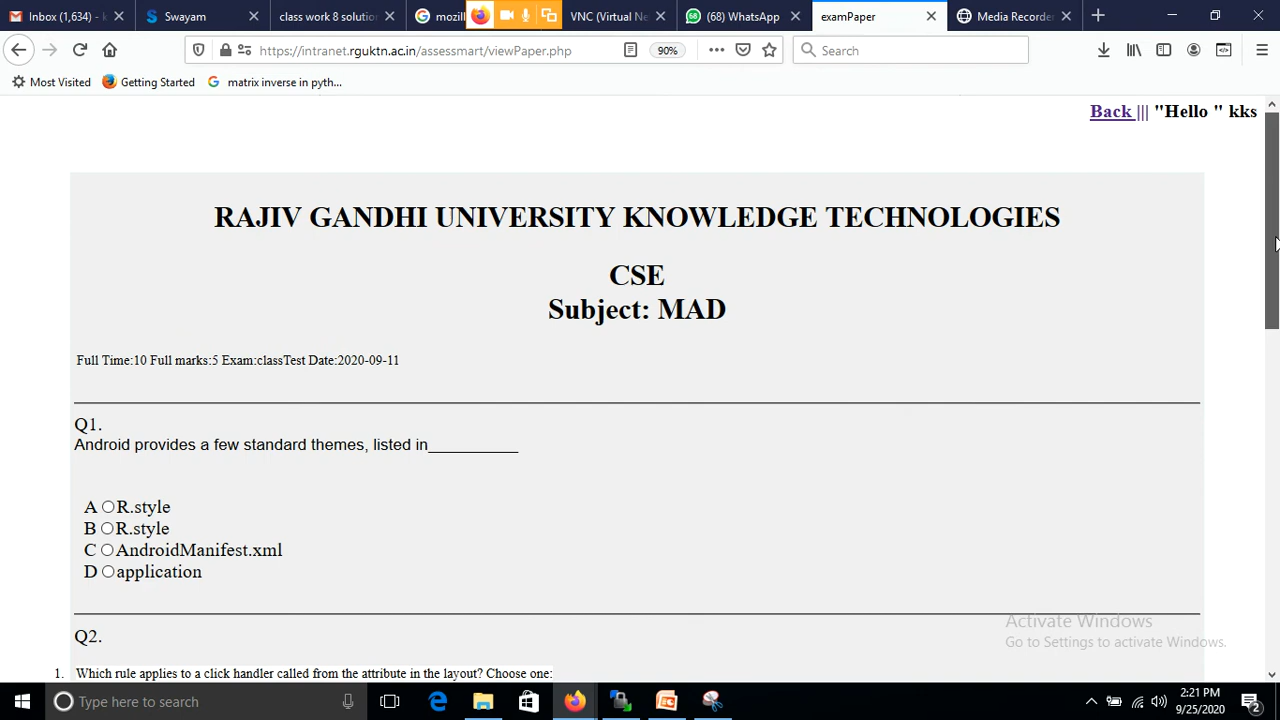 Inbox (1,634) -
Swayam
class work 8 solutio
mozil
VNC (Virtual Ne
(68) WhatsApp
examPaper
Media Recorde
https://intranet.rguktn.ac.in/assessmart/viewPaper.php
90%
Search
Most Visited
Getting Started
matrix inverse in pyth...
Back ||| "Hello " kks
RAJIV GANDHI UNIVERSITY KNOWLEDGE TECHNOLOGIES
CSE
Subject: MAD
Full Time:10 Full marks:5 Exam:classTest Date:2020-09-11
Q1.
Android provides a few standard themes, listed in__________
A R.style
B R.style
C AndroidManifest.xml
D application
Q2.
1. Which rule applies to a click handler called from the attribute in the layout? Choose one:
Activate Windows
Go to Settings to activate Windows.
Type here to search
2:21 PM
9/25/2020
2